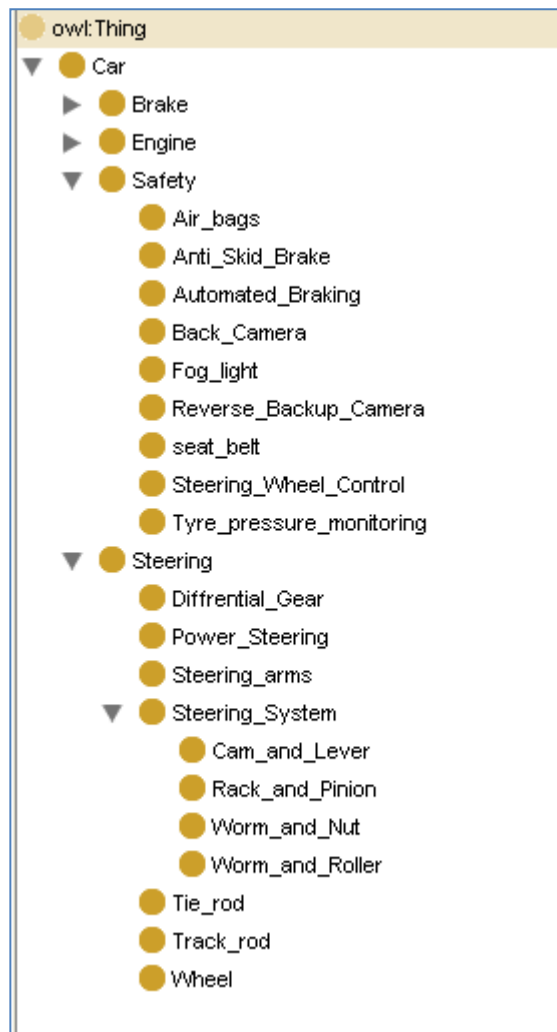 owl:Thing
Car
Brake
Engine
Safety
Air_bags
Anti_Skid_Brake
Automated_Braking
Back_Camera
Fog_light
Reverse_Backup_Camera
seat_belt
Steering_Wheel_Control
Tyre_pressure_monitoring
Steering
Diffrential_Gear
Power_Steering
Steering_arms
Steering_System
Cam_and_Lever
Rack_and_Pinion
Worm_and_Nut
Worm_and_Roller
Tie_rod
Track_rod
Wheel